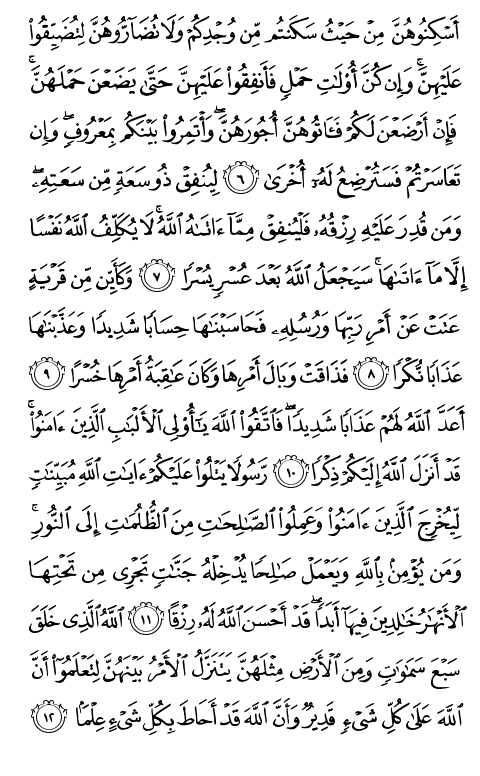 أَسْكِنُوهُنَّ مِنْ حَيْثُ سَكَنتُم مِّن وُجْدِكُمْ وَلَا تُضَآرُّوهُنَّ لِتُضَيِّقُوا۟
عَلَيْهِنَّ ۚ وَإِن كُنَّ أُو۟لَٰتِ حَمْلٍ فَأَنفِقُوا۟ عَلَيْهِنَّ حَتَّىٰ يَضَعْنَ حَمْلَهُنَّ ۚ
فَإِنْ أَرْضَعْنَ لَكُمْ فَـَٔاتُوهُنَّ أُجُورَهُنَّ ۖ وَأْتَمِرُوا۟ بَيْنَكُم بِمَعْرُوفٍ ۖ وَإِن
تَعَاسَرْتُمْ فَسَتُرْضِعُ لَهُۥٓ أُخْرَىٰ ٦ لِيُنفِقْ ذُو سَعَةٍ مِّن سَعَتِهِۦ ۖ
وَمَن قُدِرَ عَلَيْهِ رِزْقُهُۥ فَلْيُنفِقْ مِمَّآ ءَاتَىٰهُ ٱللَّهُ ۚ لَا يُكَلِّفُ ٱللَّهُ نَفْسًا
إِلَّا مَآ ءَاتَىٰهَا ۚ سَيَجْعَلُ ٱللَّهُ بَعْدَ عُسْرٍ يُسْرًا ٧ وَكَأَيِّن مِّن قَرْيَةٍ
عَتَتْ عَنْ أَمْرِ رَبِّهَا وَرُسُلِهِۦ فَحَاسَبْنَٰهَا حِسَابًا شَدِيدًا وَعَذَّبْنَٰهَا
عَذَابًا نُّكْرًا ٨ فَذَاقَتْ وَبَالَ أَمْرِهَا وَكَانَ عَٰقِبَةُ أَمْرِهَا خُسْرًا ٩
أَعَدَّ ٱللَّهُ لَهُمْ عَذَابًا شَدِيدًا ۖ فَٱتَّقُوا۟ ٱللَّهَ يَٰٓأُو۟لِى ٱلْأَلْبَٰبِ ٱلَّذِينَ ءَامَنُوا۟ ۚ
قَدْ أَنزَلَ ٱللَّهُ إِلَيْكُمْ ذِكْرًا ١٠ رَّسُولًا يَتْلُوا۟ عَلَيْكُمْ ءَايَٰتِ ٱللَّهِ مُبَيِّنَٰتٍ
لِّيُخْرِجَ ٱلَّذِينَ ءَامَنُوا۟ وَعَمِلُوا۟ ٱلصَّٰلِحَٰتِ مِنَ ٱلظُّلُمَٰتِ إِلَى ٱلنُّورِ ۚ
وَمَن يُؤْمِنۢ بِٱللَّهِ وَيَعْمَلْ صَٰلِحًا يُدْخِلْهُ جَنَّٰتٍ تَجْرِى مِن تَحْتِهَا
ٱلْأَنْهَٰرُ خَٰلِدِينَ فِيهَآ أَبَدًا ۖ قَدْ أَحْسَنَ ٱللَّهُ لَهُۥ رِزْقًا ١١ ٱللَّهُ ٱلَّذِى خَلَقَ
سَبْعَ سَمَٰوَٰتٍ وَمِنَ ٱلْأَرْضِ مِثْلَهُنَّ يَتَنَزَّلُ ٱلْأَمْرُ بَيْنَهُنَّ لِتَعْلَمُوٓا۟ أَنَّ
ٱللَّهَ عَلَىٰ كُلِّ شَىْءٍ قَدِيرٌ وَأَنَّ ٱللَّهَ قَدْ أَحَاطَ بِكُلِّ شَىْءٍ عِلْمًۢا ١٢